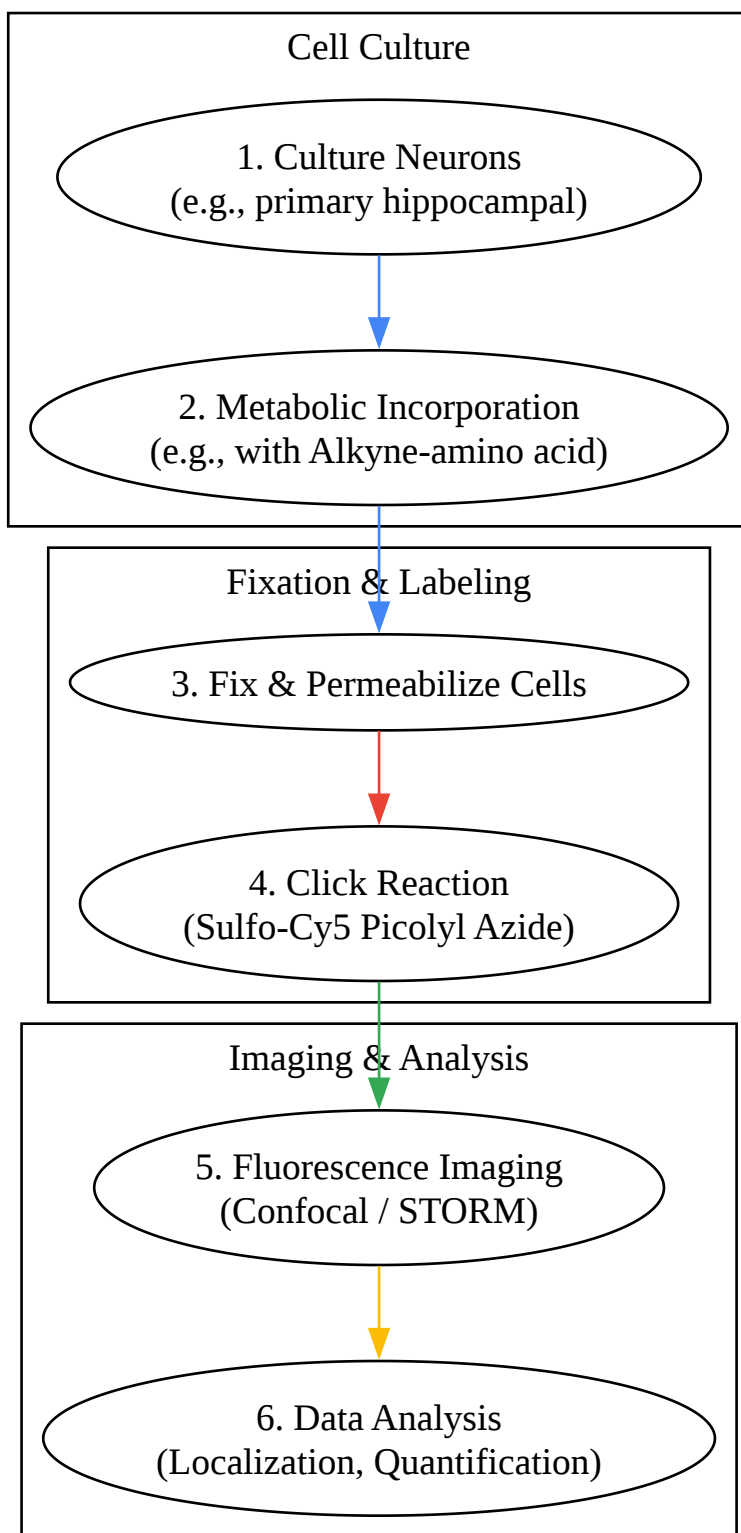 Cell Culture
1. Culture Neurons
(e.g., primary hippocampal)
2. Metabolic Incorporation
(e.g., with Alkyne-amino acid)
Fixation & Labeling
3. Fix & Permeabilize Cells
4. Click Reaction
(Sulfo-Cy5 Picolyl Azide)
Imaging & Analysis
5. Fluorescence Imaging
(Confocal / STORM)
6. Data Analysis
(Localization, Quantification)